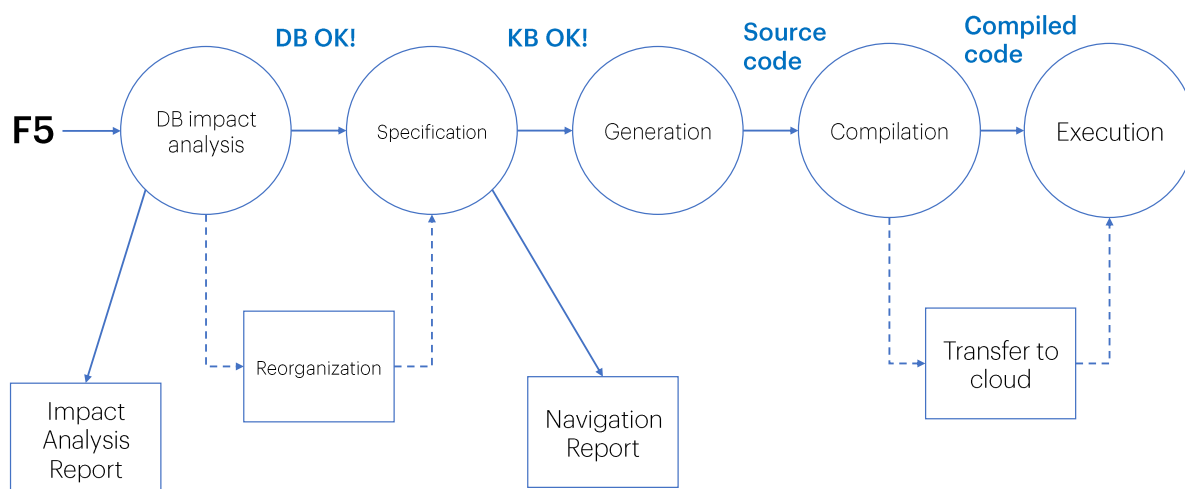 DB OK!
KB OK!
Source
code
Compiled
code
F5
DB impact
analysis
Specification
Generation
Compilation
Execution
Reorganization
Transfer to
cloud
Impact
Analysis
Report
Navigation
Report